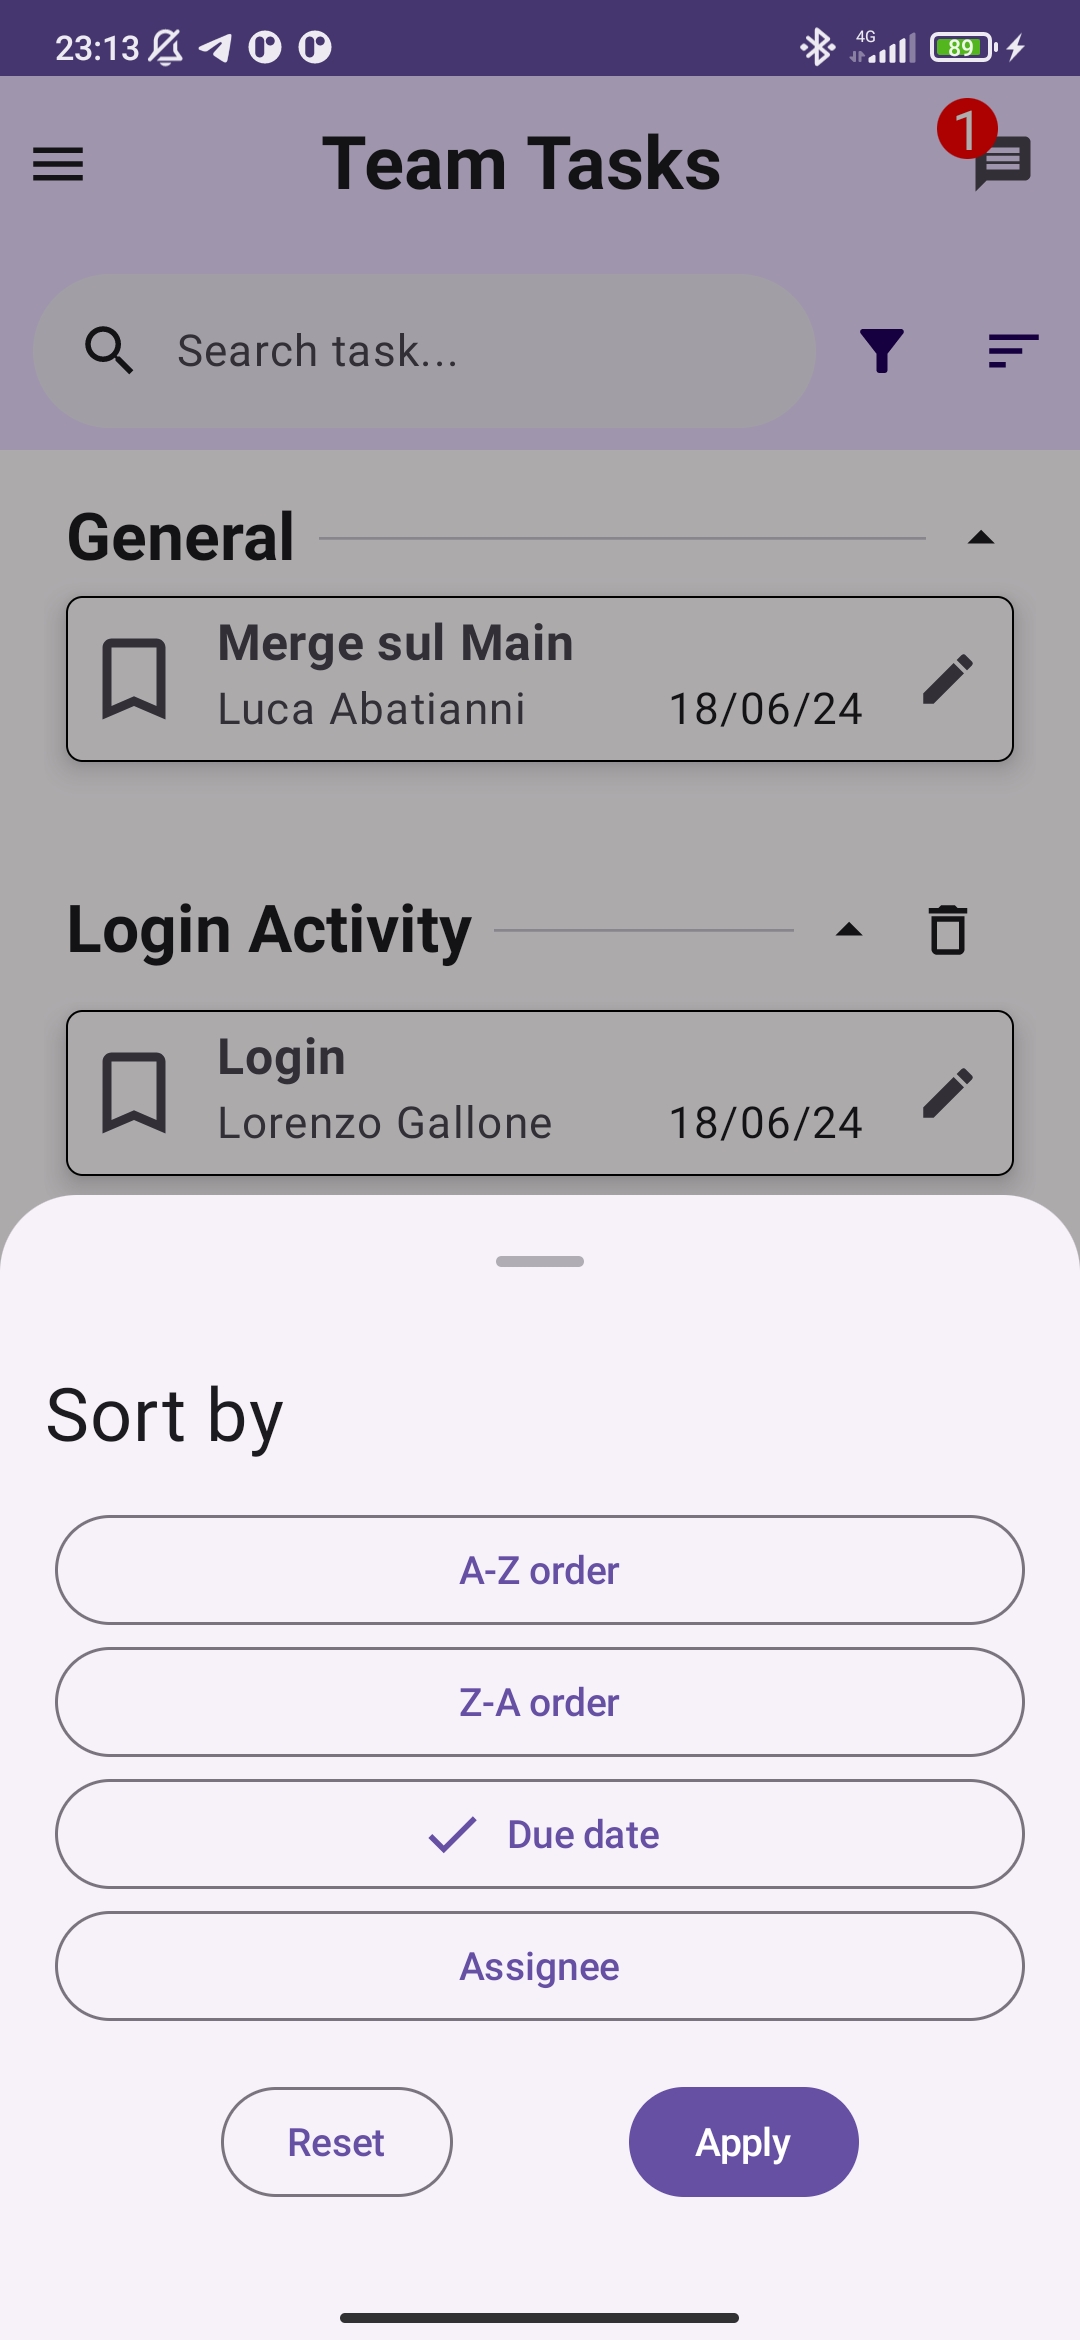 23:13
4G
89
Team Tasks
1
Search task...
General
Merge sul Main
Luca Abatianni
18/06/24
Login Activity
Login
Lorenzo Gallone
18/06/24
Sort by
A-Z order
Z-A order
Due date
Assignee
Reset
Apply